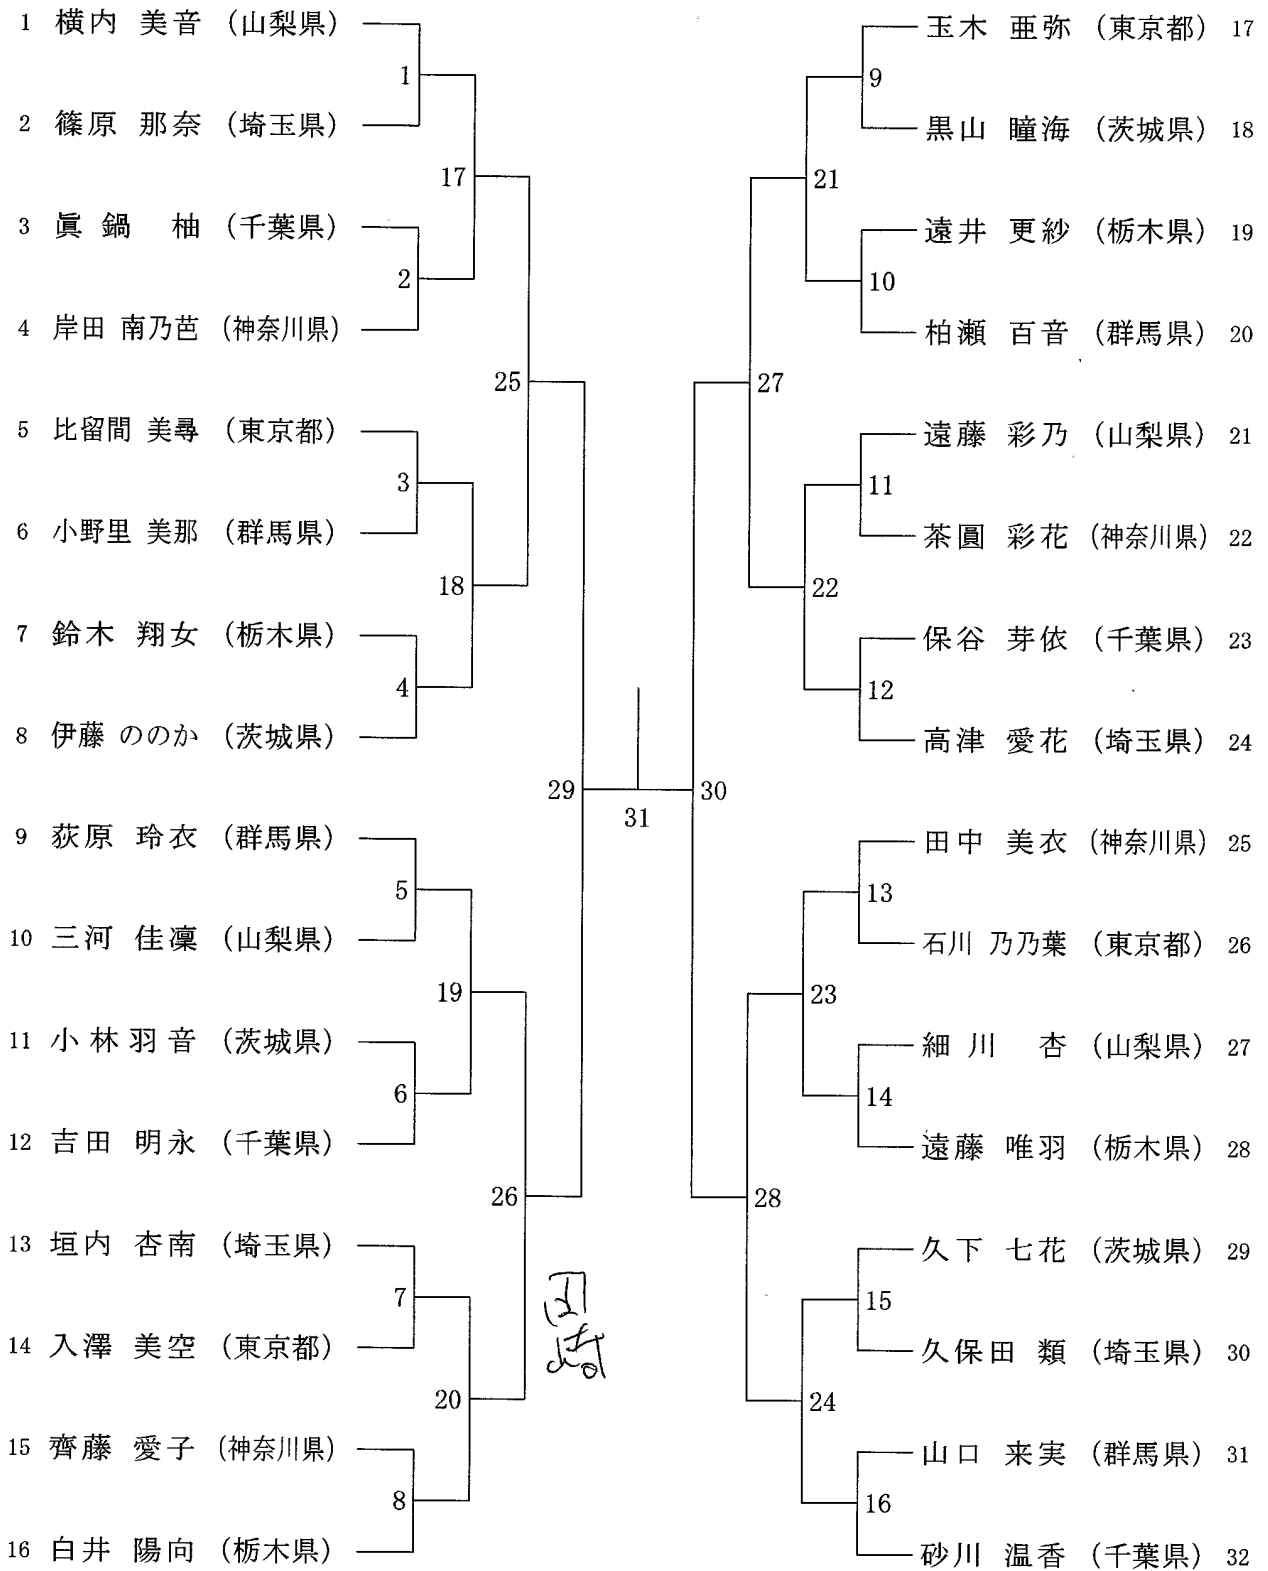 1 横内 美音 (山梨県)
1
2 篠原 那奈 (埼玉県)
17
3 眞鍋 柚 (千葉県)
2
4 岸田 南乃芭 (神奈川県)
25
5 比留間 美尋 (東京都)
3
6 小野里 美那 (群馬県)
18
7 鈴木 翔女 (栃木県)
4
8 伊藤 ののか (茨城県)
29
9 荻原 玲衣 (群馬県)
5
10 三河 佳凜 (山梨県)
19
11 小林羽音 (茨城県)
6
12 吉田 明永 (千葉県)
26
13 垣内 杏南 (埼玉県)
7
14 入澤 美空 (東京都)
20
15 齊藤 愛子 (神奈川県)
8
16 白井 陽向 (栃木県)
31
玉木 亜弥 (東京都) 17
9
黒山 瞳海 (茨城県) 18
21
遠井 更紗 (栃木県) 19
10
柏瀬 百音 (群馬県) 20
27
遠藤 彩乃 (山梨県) 21
11
茶圓 彩花 (神奈川県) 22
22
保谷 芽依 (千葉県) 23
12
高津 愛花 (埼玉県) 24
30
田中 美衣 (神奈川県) 25
13
石川 乃乃葉 (東京都) 26
23
細川 杏 (山梨県) 27
14
遠藤 唯羽 (栃木県) 28
28
久下 七花 (茨城県) 29
15
久保田 類 (埼玉県) 30
24
山口 来実 (群馬県) 31
16
砂川 温香 (千葉県) 32